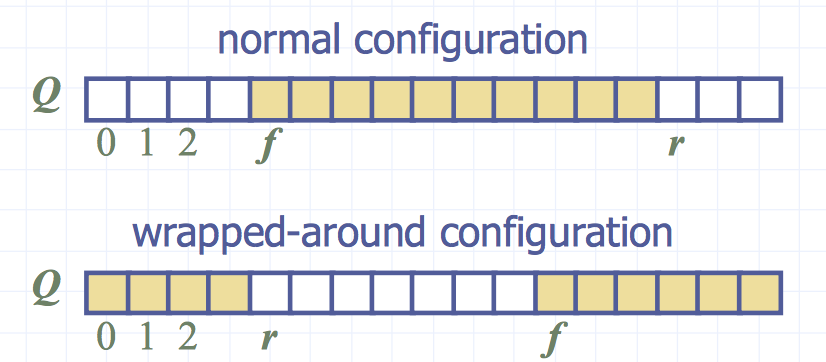 normal configuration
Q
0 1 2 f r
wrapped-around configuration
Q
0 1 2 r f